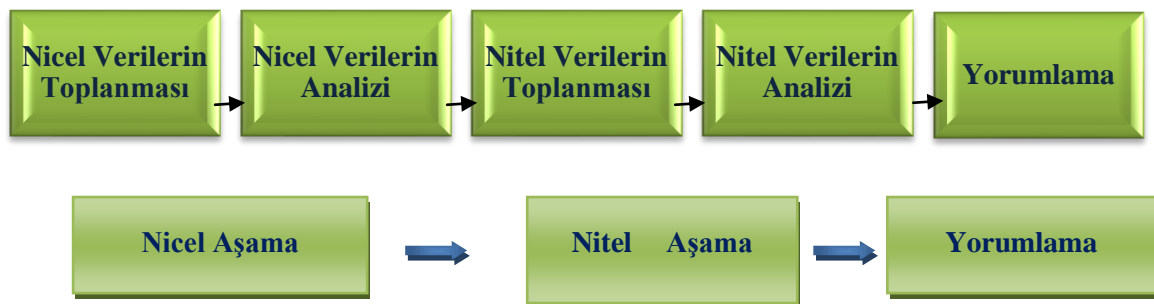 Nicel Verilerin
Toplanması
Nicel Verilerin
Analizi
Nitel Verilerin
Toplanması
Nitel Verilerin
Analizi
Yorumlama
Nicel Aşama
Nitel Aşama
Yorumlama